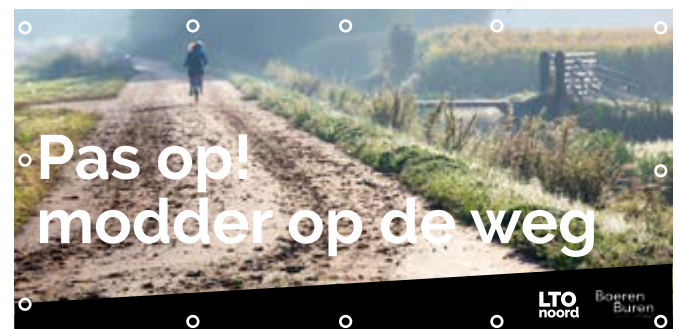 Pas op!
modder op de weg
LTO
noord
Boeren
Buren